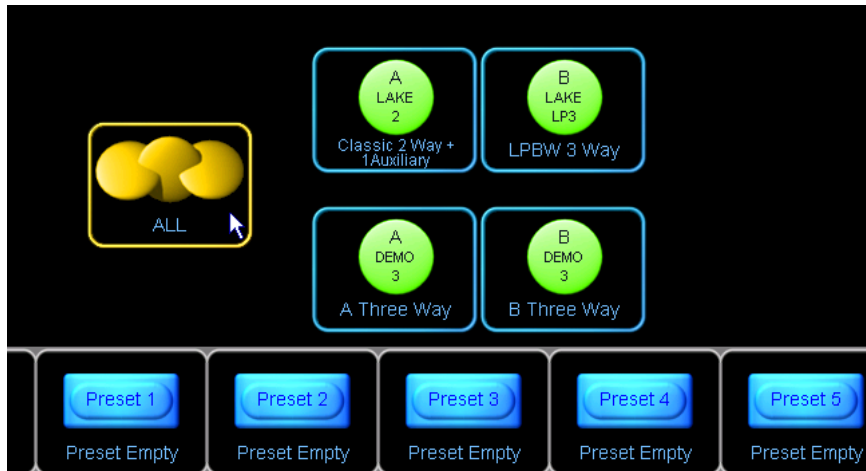 A
LAKE
2
Classic 2 Way +
1Auxiliary
B
LAKE
LP3
LPBW 3 Way
ALL
A
DEMO
3
A Three Way
B
DEMO
3
B Three Way
Preset 1
Preset 2
Preset 3
Preset 4
Preset 5
Preset Empty
Preset Empty
Preset Empty
Preset Empty
Preset Empty